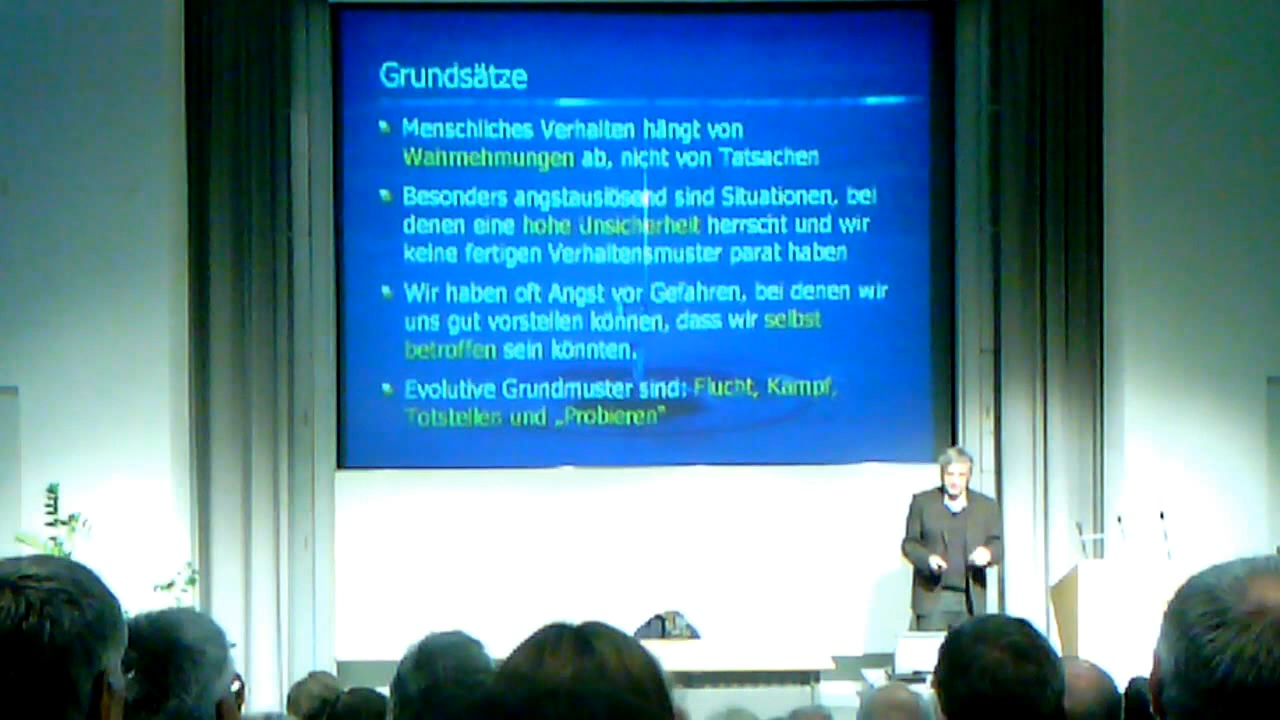 Grundsätze
Menschliches Verhalten hängt von
Wahrnehmungen ab, nicht von Tatsachen
Besonders angstauslösend sind Situationen, bei
denen eine hohe Unsicherheit herrscht und wir
keine fertigen Verhaltensmuster parat haben
Wir haben oft Angst vor Gefahren, bei denen wir
uns gut vorstellen können, dass wir selbst
betroffen sein könnten.
Evolutive Grundmuster sind: Flucht, Kampf,
Totstellen und „Probieren“